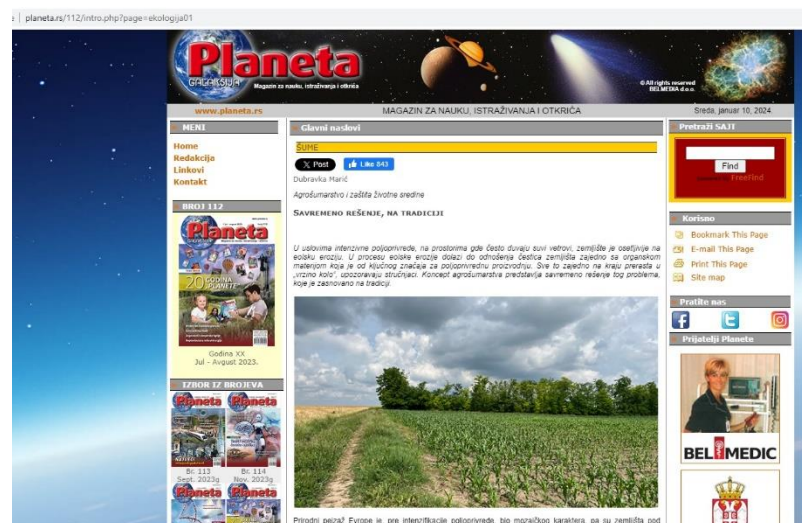 planeta.rs/112/intro.php?page=ekologija01
Planeta
GALAKSIJA
Magazin za nauku, istraživanja i otkrića
© All rights reserved
BELMEDIA d.o.o.
www.planeta.rs
MAGAZIN ZA NAUKU, ISTRAŽIVANJA I OTKRIĆA
Sreda, januar 10, 2024.
MENI
Home
Redakcija
Linkovi
Kontakt
BROJ 112
Planeta
20 GODINA
"PLANETE"
Godina XX
Jul - Avgust 2023.
IZBOR IZ BROJEVA
Planeta Planeta
Br. 113
Sept. 2023g
Br. 114
Nov. 2023g
Planeta Planeta
Glavni naslovi
ŠUME
X Post
Like 843
Dubravka Marić
Agrošumarstvo i zaštita životne sredine
SAVREMENO REŠENJE, NA TRADICIJI
U uslovima intenzivne poljoprivrede, na prostorima gde često duvaju suvi vetrovi, zemljište je osetljivije na
eolsku eroziju. U procesu eolske erozije dolazi do odnošenja čestica zemljišta zajedno sa organskom
materijom koja je od ključnog značaja za poljoprivrednu proizvodnju. Sve to zajedno na kraju prerasta u
„vrzino kolo", upozoravaju stručnjaci. Koncept agrošumarstva predstavlja savremeno rešenje tog problema,
koje je zasnovano na tradiciji.
Prirodni pejzaž Evrope je, pre intenzifikacije poljoprivrede, bio mozaičkog karaktera, pa su zemljišta pod
Pretraži SAJT
Find
FreeFind
Korisno
Bookmark This Page
E-mail This Page
Print This Page
Site map
Pratite nas
Prijatelji Planete
BELMEDIC